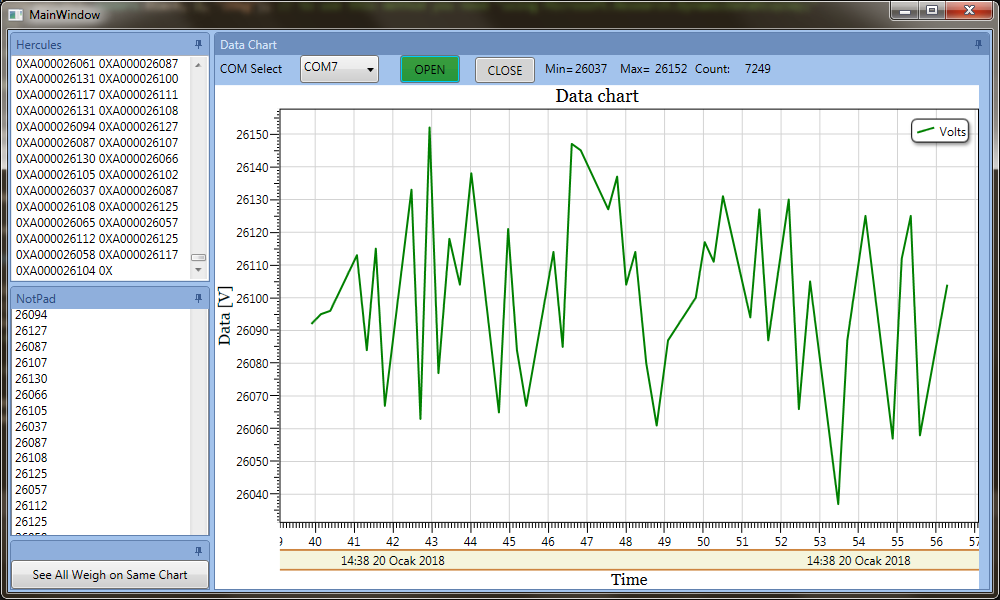 MainWindow
Hercules
0XA000026061 0XA000026087
0XA000026131 0XA000026100
0XA000026117 0XA000026111
0XA000026131 0XA000026108
0XA000026094 0XA000026127
0XA000026087 0XA000026107
0XA000026130 0XA000026066
0XA000026105 0XA000026102
0XA000026037 0XA000026087
0XA000026108 0XA000026125
0XA000026065 0XA000026057
0XA000026112 0XA000026125
0XA000026058 0XA000026117
0XA000026104 0X
NotPad
26094
26127
26087
26107
26130
26066
26105
26037
26087
26108
26125
26057
26112
26125
See All Weigh on Same Chart
Data Chart
COM Select COM7 OPEN CLOSE Min= 26037 Max= 26152 Count: 7249
Data chart
Volts
Data [V]
26150
26140
26130
26120
26110
26100
26090
26080
26070
26060
26050
26040
9 40 41 42 43 44 45 46 47 48 49 50 51 52 53 54 55 56 57
14:38 20 Ocak 2018 14:38 20 Ocak 2018
Time